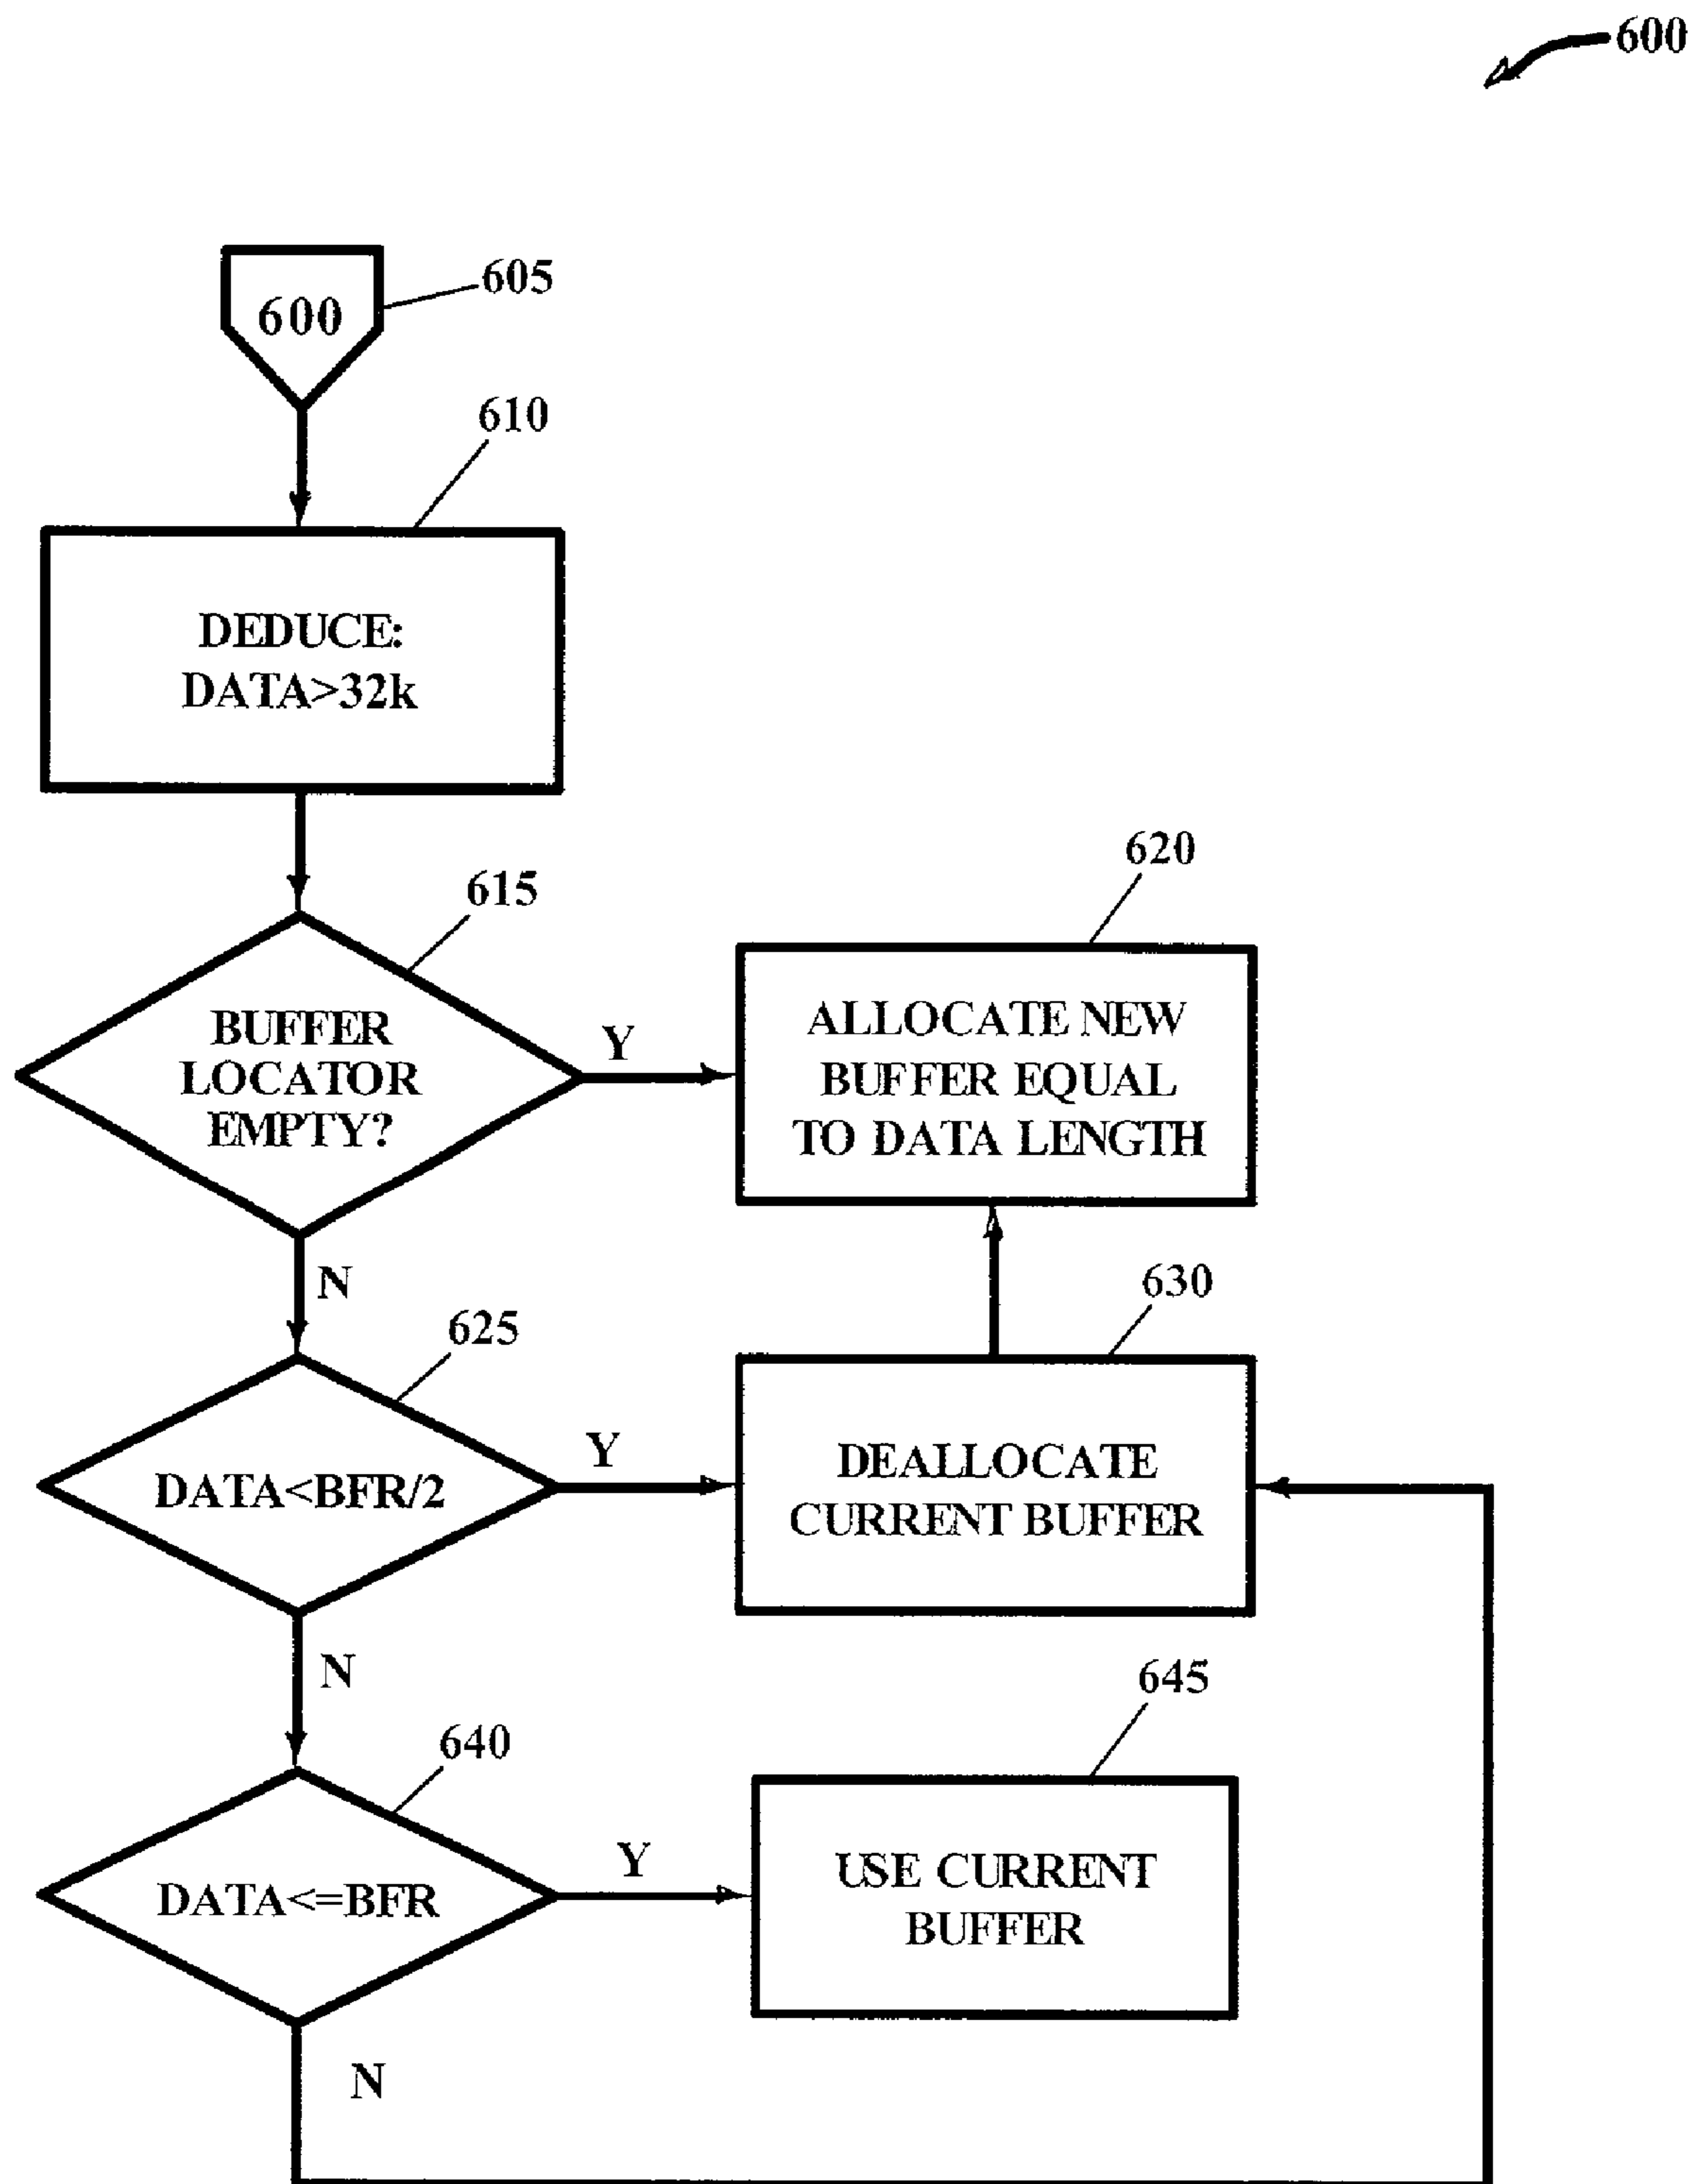 600
600
605
610
DEDUCE:
DATA>32k
615
620
BUFFER
LOCATOR
EMPTY?
Y
ALLOCATE NEW
BUFFER EQUAL
TO DATA LENGTH
N
625
630
DATA<BFR/2
Y
DEALLOCATE
CURRENT BUFFER
N
640
645
DATA<=BFR
Y
USE CURRENT
BUFFER
N